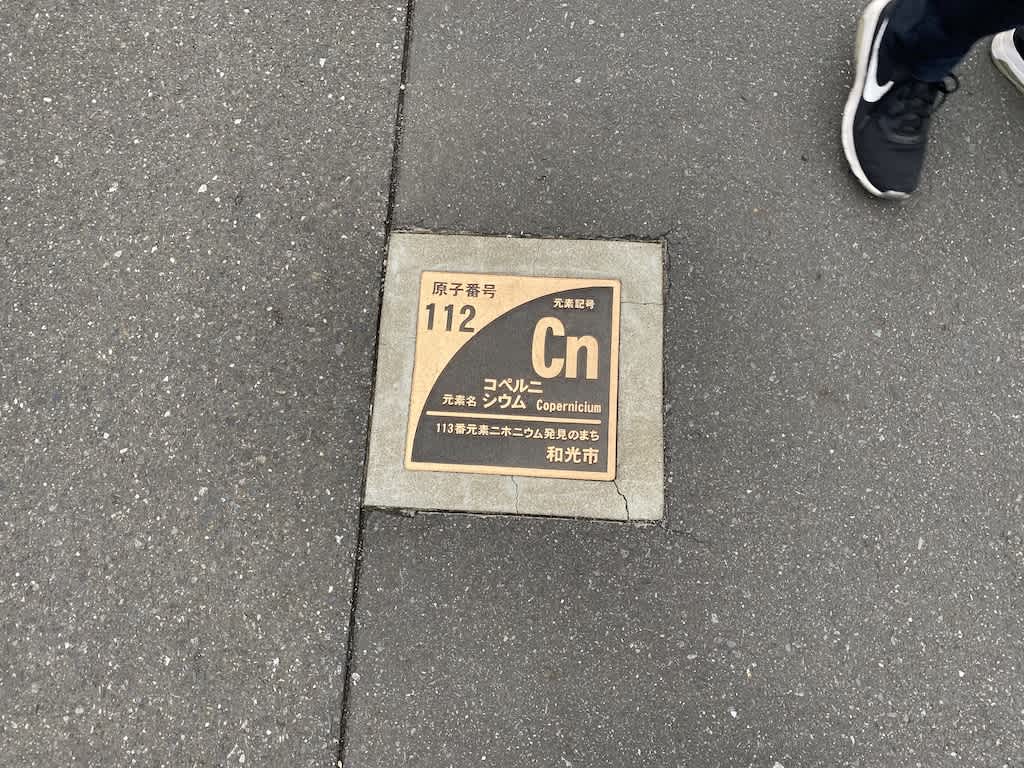 原子番号
112
元素記号
Cn
元素名 コペルニ
シウム Copernicium
113番元素ニホニウム発見のまち
和光市